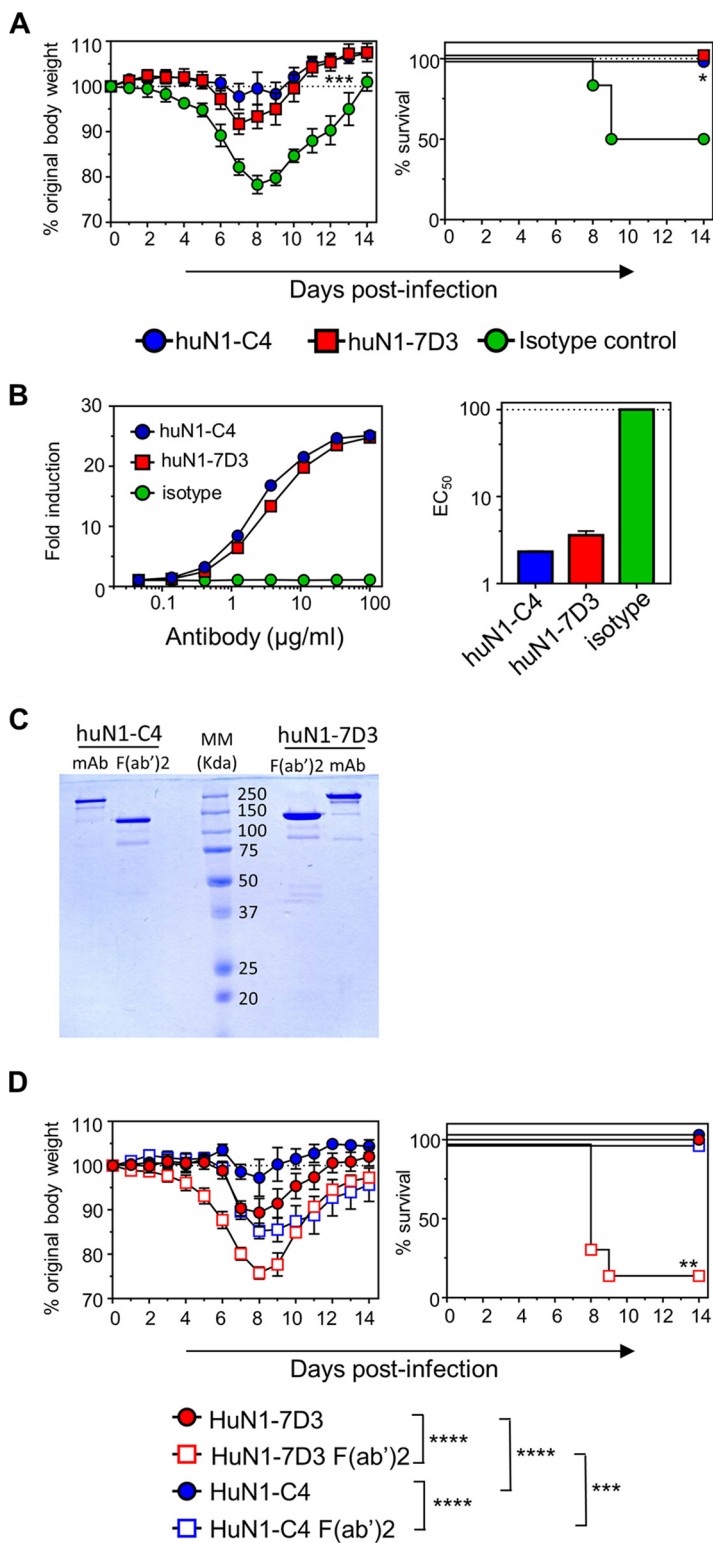 A
110
100
90
80
70
% original body weight
***
0 2 4 6 8 10 12 14
100
50
0
% survival
*
0 2 4 6 8 10 12 14
Days post-infection
huN1-C4 huN1-7D3 Isotype control
B
30
20
10
0
Fold induction
huN1-C4
huN1-7D3
isotype
0.1 1 10 100
Antibody (µg/ml)
100
10
1
EC50
huN1-C4
huN1-7D3
isotype
C
huN1-C4 MM huN1-7D3
mAb F(ab')2 (Kda) F(ab')2 mAb
250
150
100
75
50
37
25
20
D
110
100
90
80
70
% original body weight
0 2 4 6 8 10 12 14
100
50
0
% survival
**
0 2 4 6 8 10 12 14
Days post-infection
HuN1-7D3
HuN1-7D3 F(ab')2
HuN1-C4
HuN1-C4 F(ab')2
****
****
****
***